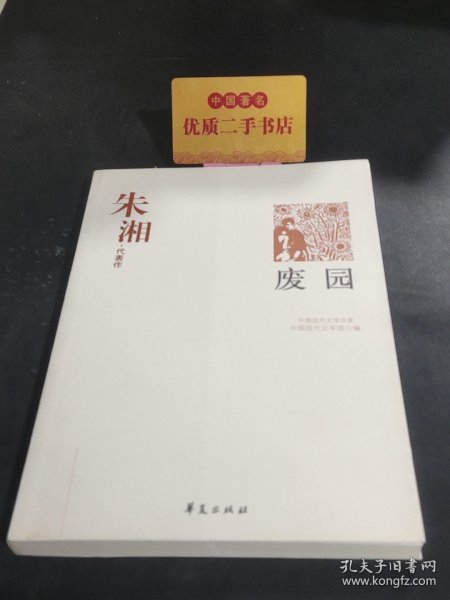 中国著名
优质二手书店
朱湘
·代表作
废园
中国现代文学百家
中国现代文学馆 编
华夏出版社
孔夫子旧书网
www.kongfz.com